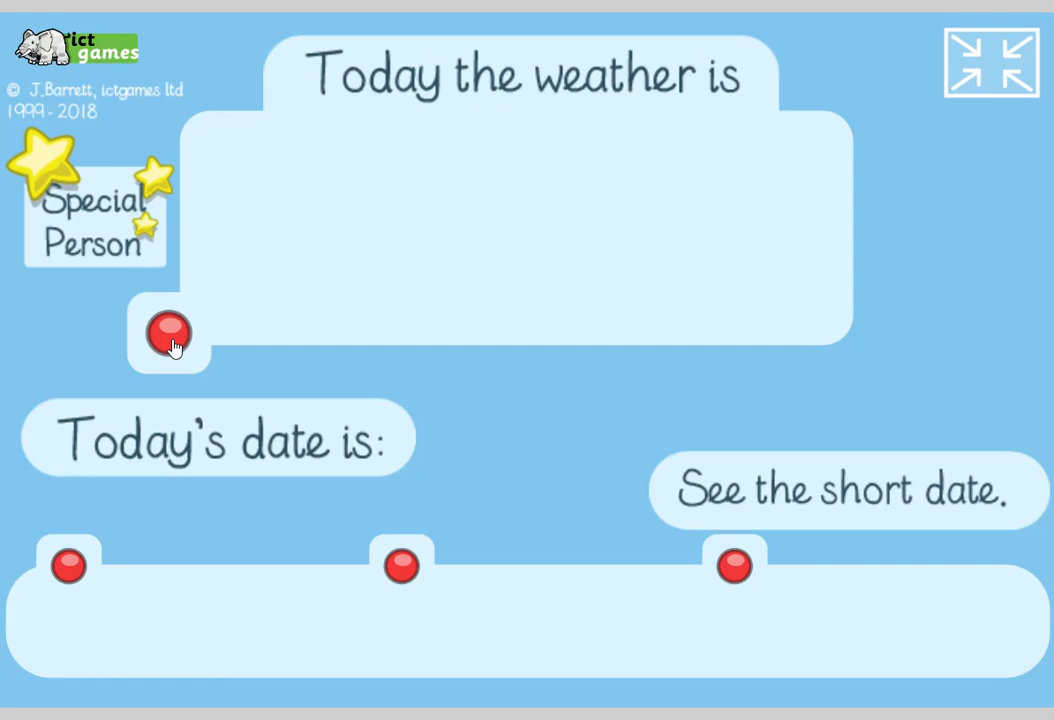 ict
games
© J.Barrett, ictgames ltd
1999-2018
Today the weather is
Special
Person
Today's date is:
See the short date.